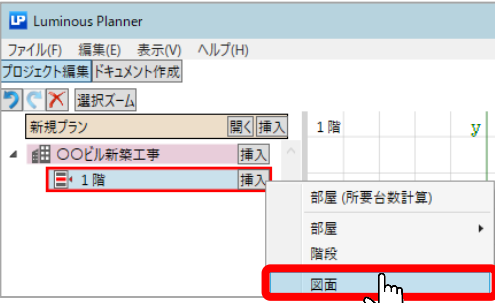 LP Luminous Planner
ファイル(F) 編集(E) 表示(V) ヘルプ(H)
プロジェクト編集 ドキュメント作成
選択ズーム
新規プラン 開く 挿入
○○ビル新築工事 挿入
1階 挿入
1階 y
部屋 (所要台数計算)
部屋
階段
図面